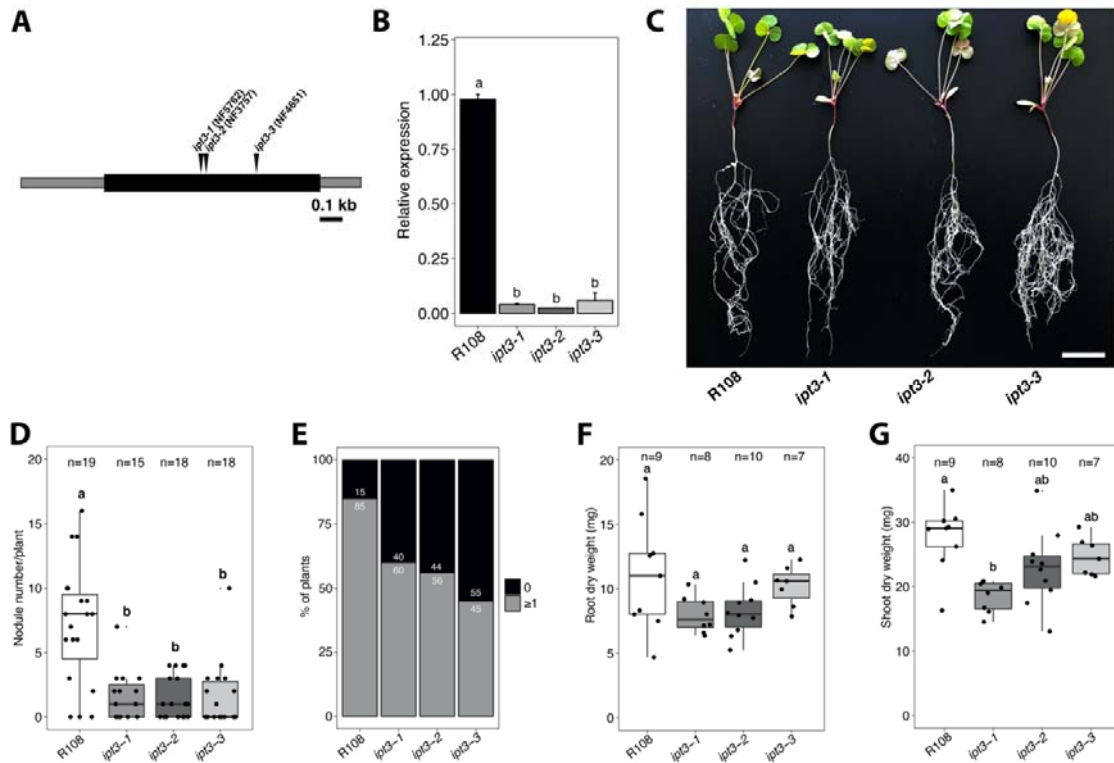 A
ipt3-1 (NF5762)
ipt3-2 (NF3757)
ipt3-3 (NF4651)
0.1 kb
B
Relative expression
1.25
1.00
0.75
0.50
0.25
0.00
a
b
b
b
R108
ipt3-1
ipt3-2
ipt3-3
C
R108
ipt3-1
ipt3-2
ipt3-3
D
Nodule number/plant
20
15
10
5
0
n=19
n=15
n=18
n=18
a
b
b
b
R108
ipt3-1
ipt3-2
ipt3-3
E
% of plants
100
75
50
25
0
15
85
40
60
44
56
55
45
0
≥1
R108
ipt3-1
ipt3-2
ipt3-3
F
Root dry weight (mg)
20
15
10
5
0
n=9
n=8
n=10
n=7
a
a
a
a
R108
ipt3-1
ipt3-2
ipt3-3
G
Shoot dry weight (mg)
40
30
20
10
0
n=9
n=8
n=10
n=7
a
b
ab
ab
R108
ipt3-1
ipt3-2
ipt3-3